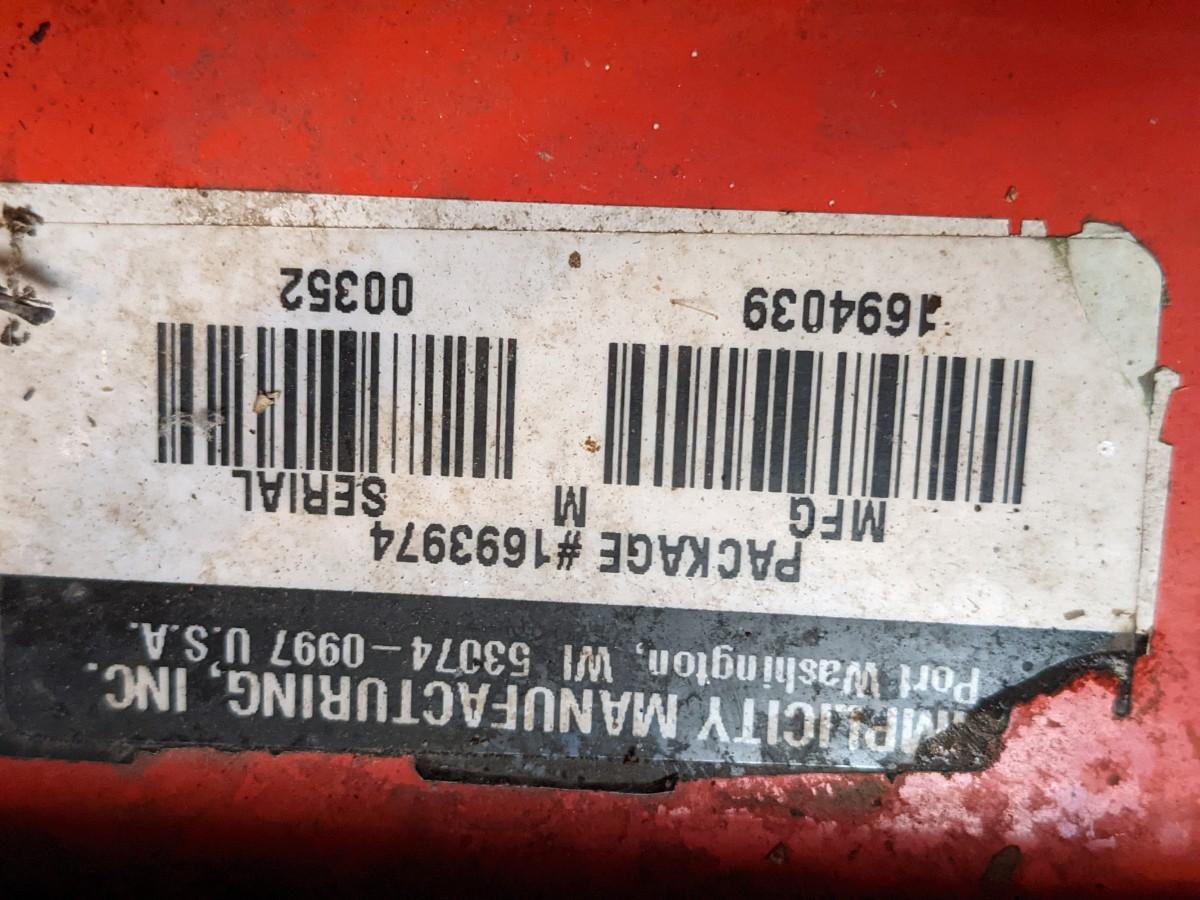 IMPLICITY MANUFACTURING, INC.
Port Washington, WI 53074-0997 U.S.A.
PACKAGE #1693974
MFG M SERIAL
1694039 00352